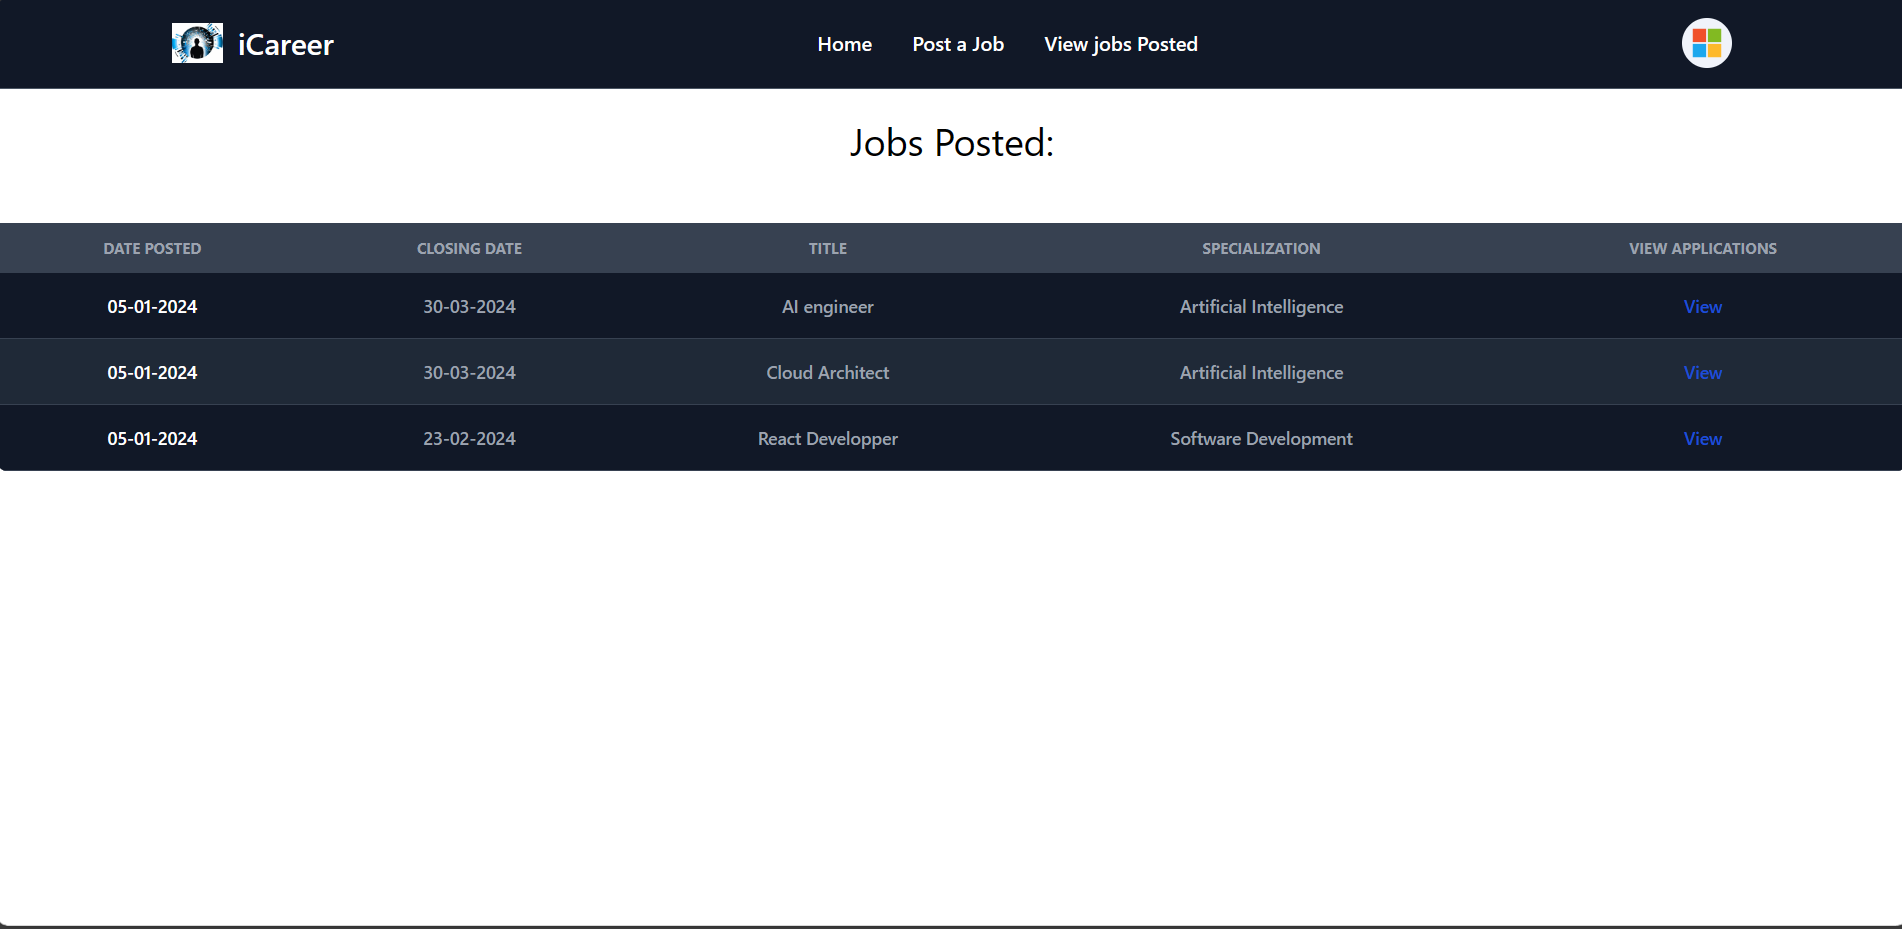 iCareer Home Post a Job View jobs Posted
Jobs Posted:
DATE POSTED CLOSING DATE TITLE SPECIALIZATION VIEW APPLICATIONS
05-01-2024 30-03-2024 AI engineer Artificial Intelligence View
05-01-2024 30-03-2024 Cloud Architect Artificial Intelligence View
05-01-2024 23-02-2024 React Developper Software Development View